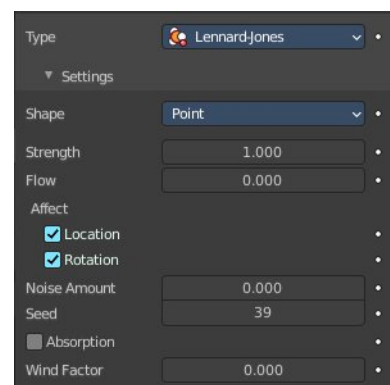 Type Lennard-Jones
Settings
Shape Point
Strength 1.000
Flow 0.000
Affect
Location
Rotation
Noise Amount 0.000
Seed 39
Absorption
Wind Factor 0.000